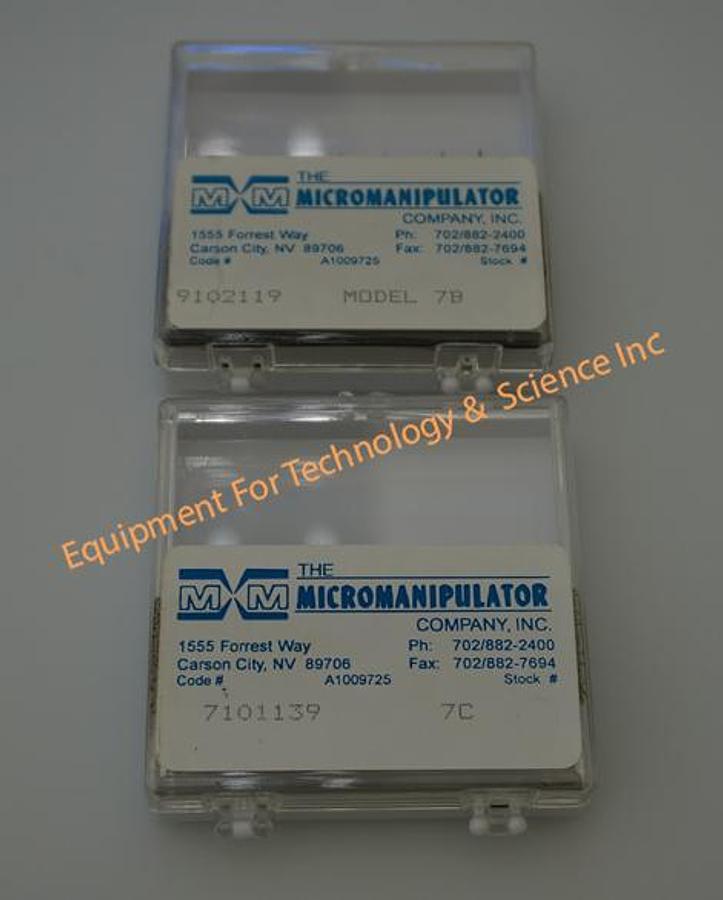 THE
MXM MICROMANIPULATOR
COMPANY, INC.
1555 Forrest Way Ph: 702/882-2400
Carson City, NV 89706 Fax: 702/882-7694
Code # A1009725 Stock #
9102119 MODEL 7B
Equipment For Technology & Science Inc
THE
MXM MICROMANIPULATOR
COMPANY, INC.
1555 Forrest Way Ph: 702/882-2400
Carson City, NV 89706 Fax: 702/882-7694
Code # A1009725 Stock #
7101139 7C